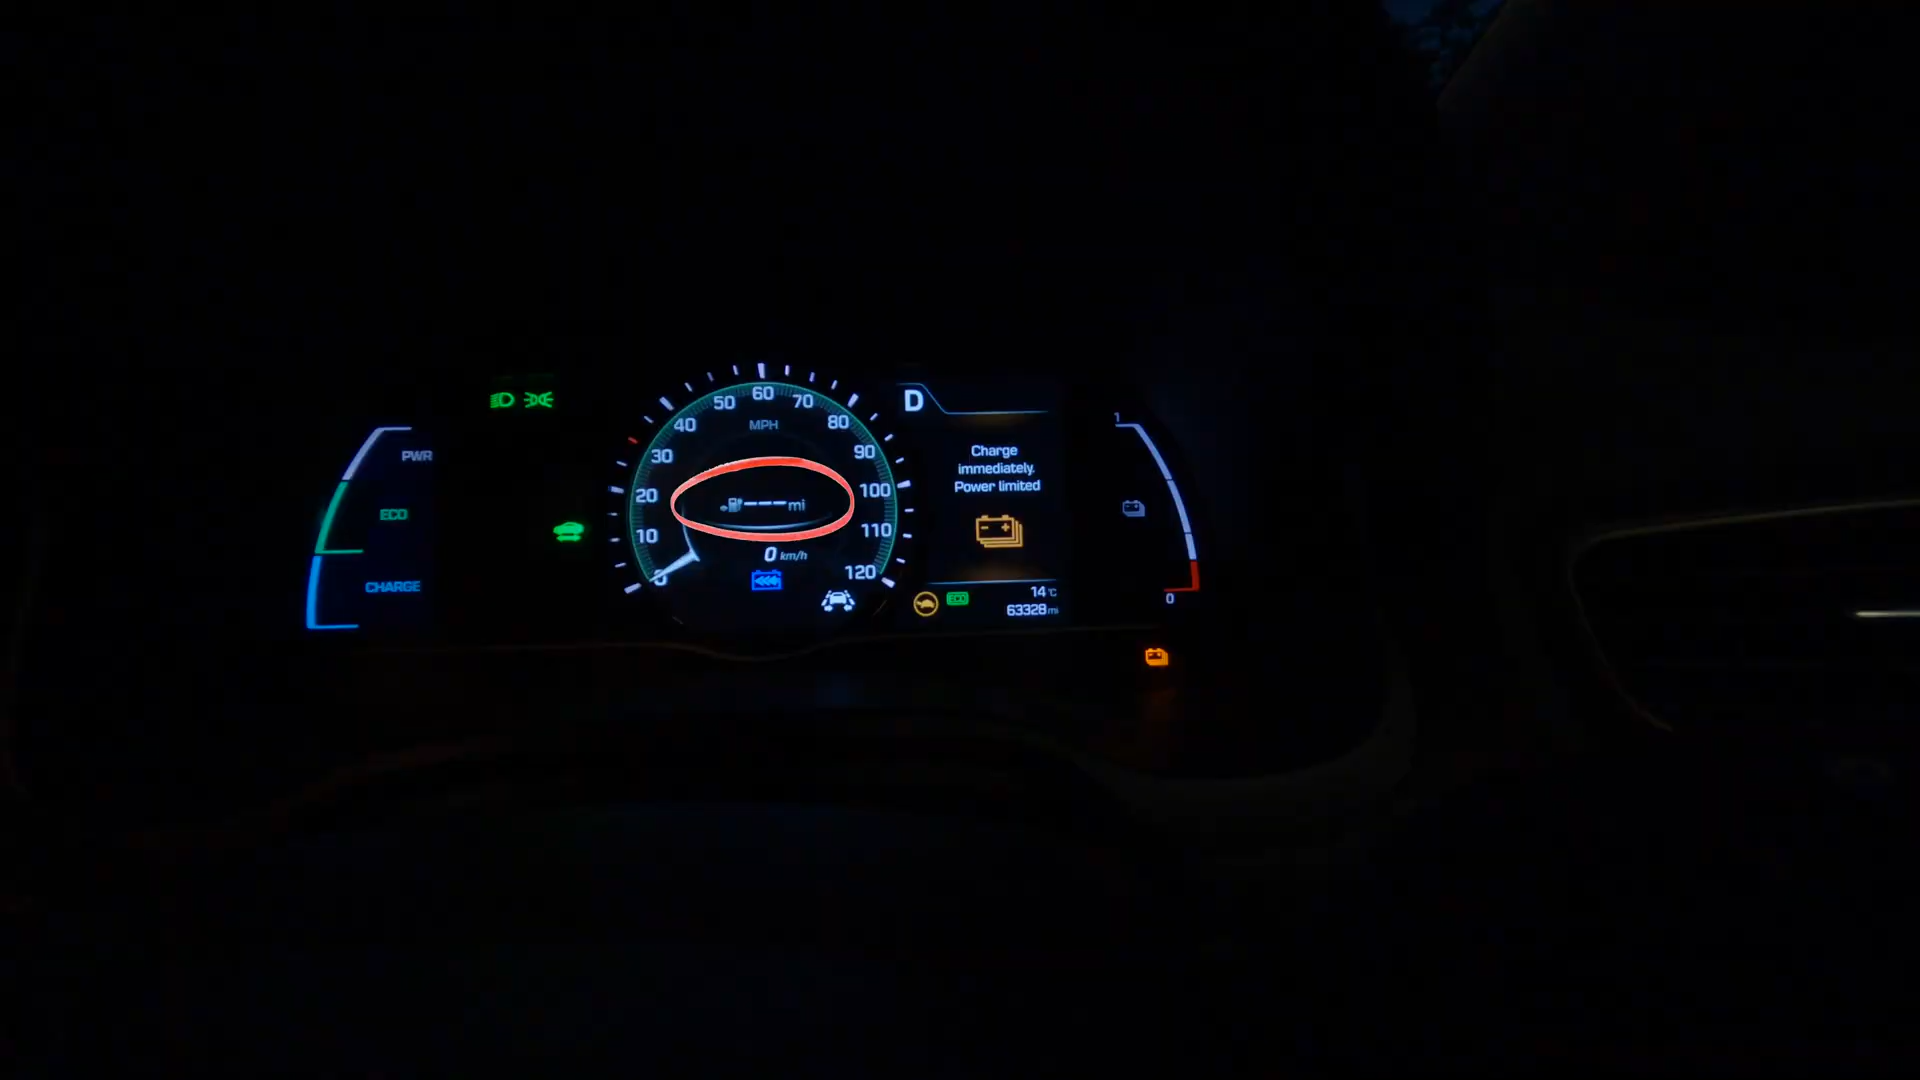 PWR
ECO
CHARGE
0
10
20
30
40
50
60
70
80
90
100
110
120
MPH
---mi
0 km/h
D
Charge
immediately.
Power limited
ECO
14°C
63328mi
1
0